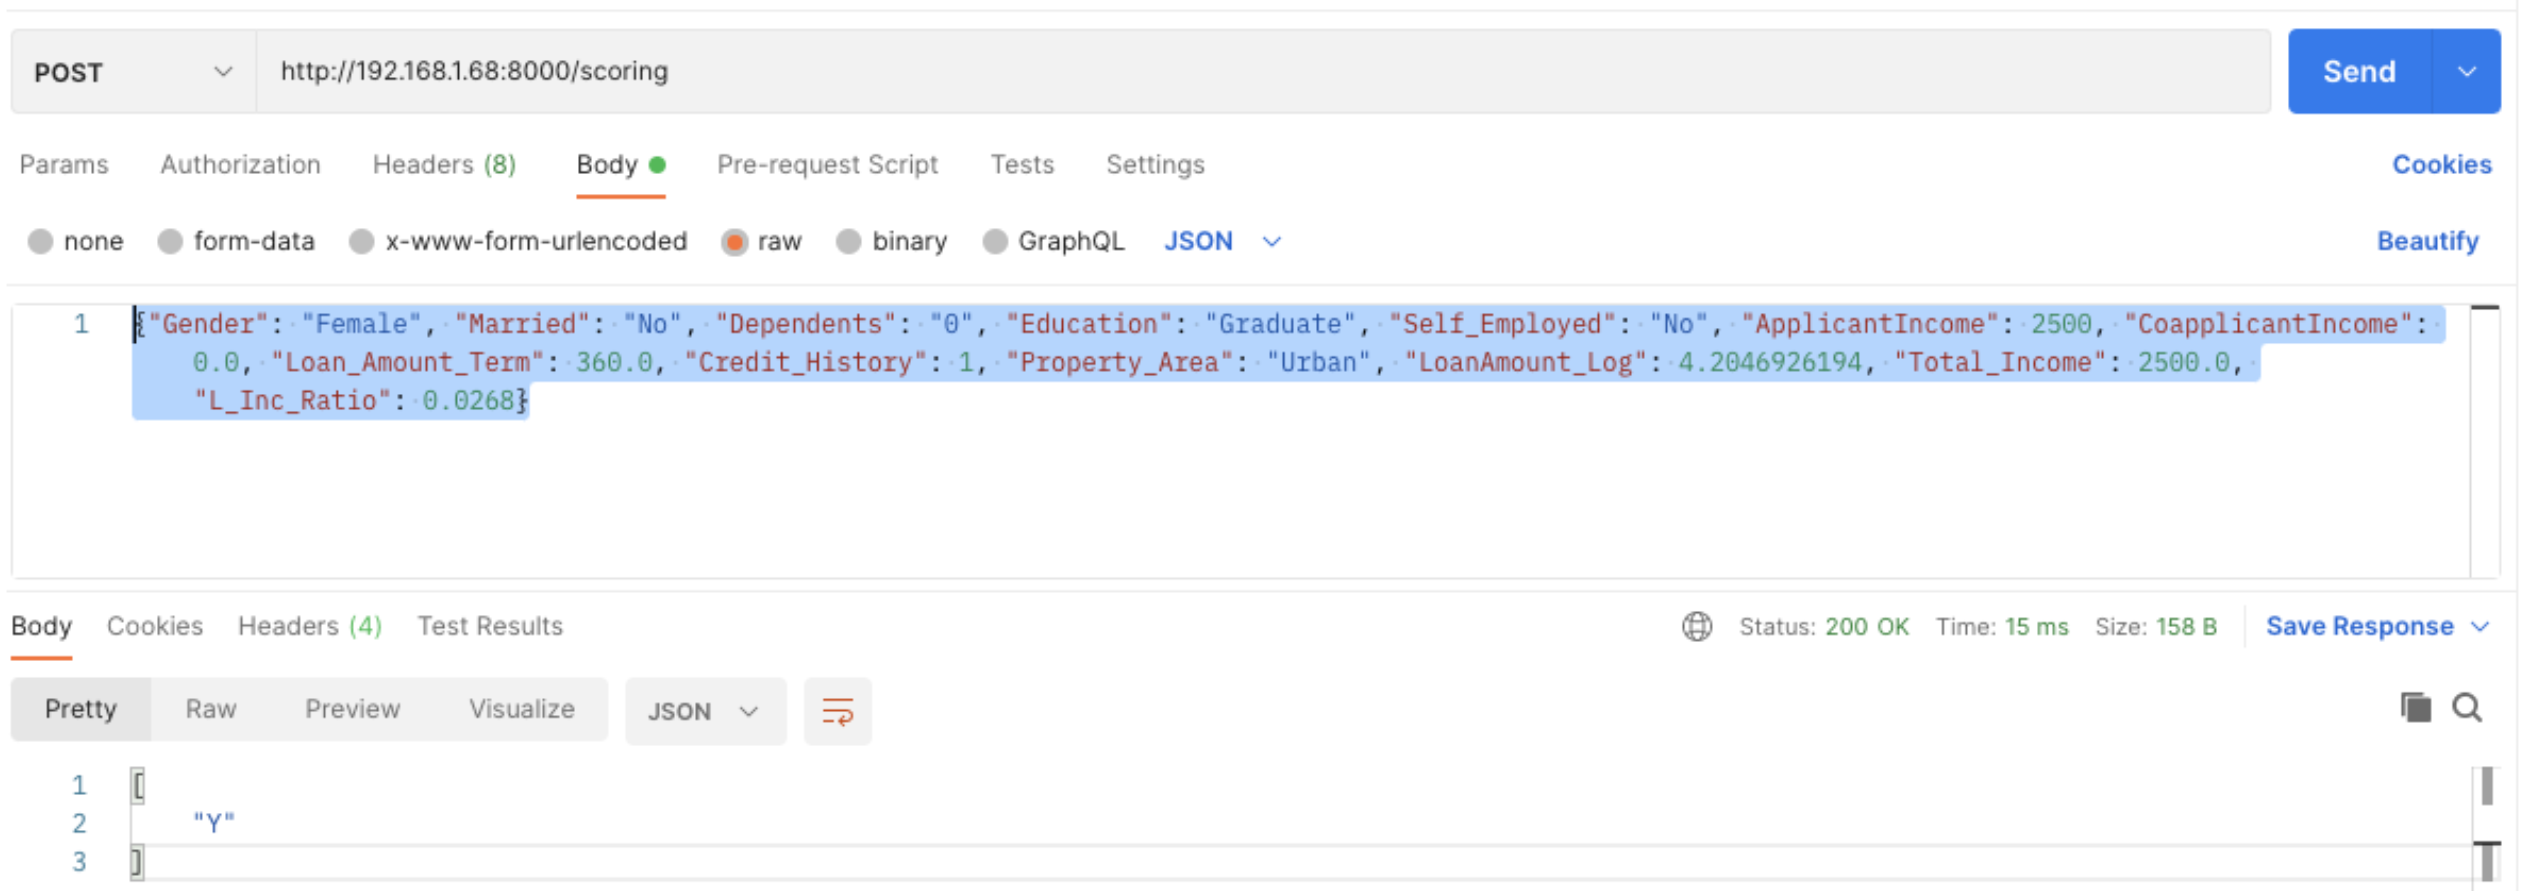 POST http://192.168.1.68:8000/scoring Send
Params Authorization Headers (8) Body Pre-request Script Tests Settings Cookies
none form-data x-www-form-urlencoded raw binary GraphQL JSON Beautify
1 {"Gender": "Female", "Married": "No", "Dependents": "0", "Education": "Graduate", "Self_Employed": "No", "ApplicantIncome": 2500, "CoapplicantIncome":
0.0, "Loan_Amount_Term": 360.0, "Credit_History": 1, "Property_Area": "Urban", "LoanAmount_Log": 4.2046926194, "Total_Income": 2500.0,
"L_Inc_Ratio": 0.0268}
Body Cookies Headers (4) Test Results Status: 200 OK Time: 15 ms Size: 158 B Save Response
Pretty Raw Preview Visualize JSON
1 [
2 "Y"
3 ]